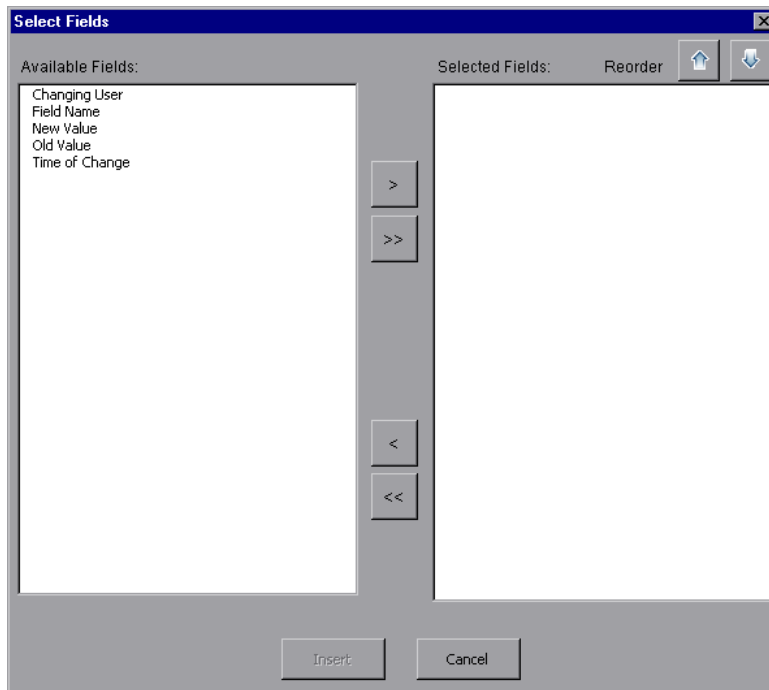 Select Fields
Available Fields:
Selected Fields: Reorder
Changing User
Field Name
New Value
Old Value
Time of Change
>
>>
<
<<
Insert Cancel